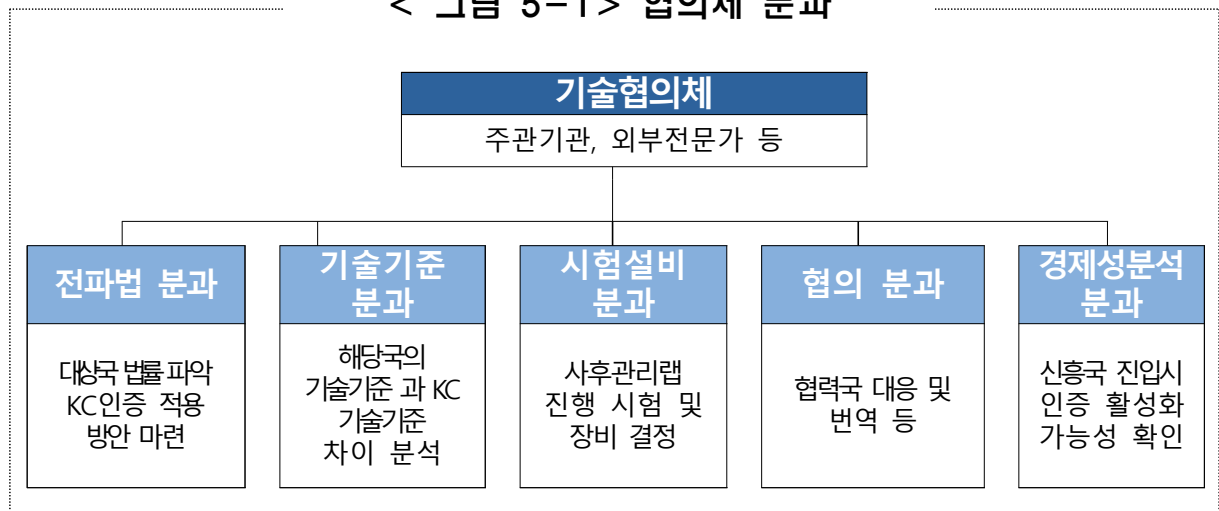 < 그림 5-1> 협의체 분과
기술협의체
주관기관, 외부전문가 등
전파법 분과
대상국 법률 파악
KC인증 적용
방안 마련
기술기준
분과
해당국의
기술기준 과 KC
기술기준
차이 분석
시험설비
분과
사후관리랩
진행 시험 및
장비 결정
협의 분과
협력국 대응 및
번역 등
경제성분석
분과
신흥국 진입시
인증 활성화
가능성 확인